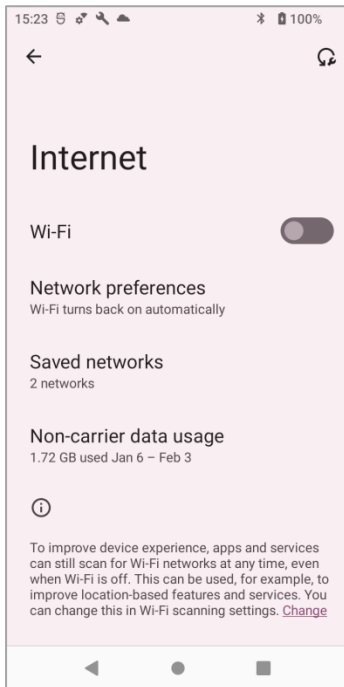 15:23 100%
Internet
Wi-Fi
Network preferences
Wi-Fi turns back on automatically
Saved networks
2 networks
Non-carrier data usage
1.72 GB used Jan 6 – Feb 3
To improve device experience, apps and services
can still scan for Wi-Fi networks at any time, even
when Wi-Fi is off. This can be used, for example, to
improve location-based features and services. You
can change this in Wi-Fi scanning settings. Change